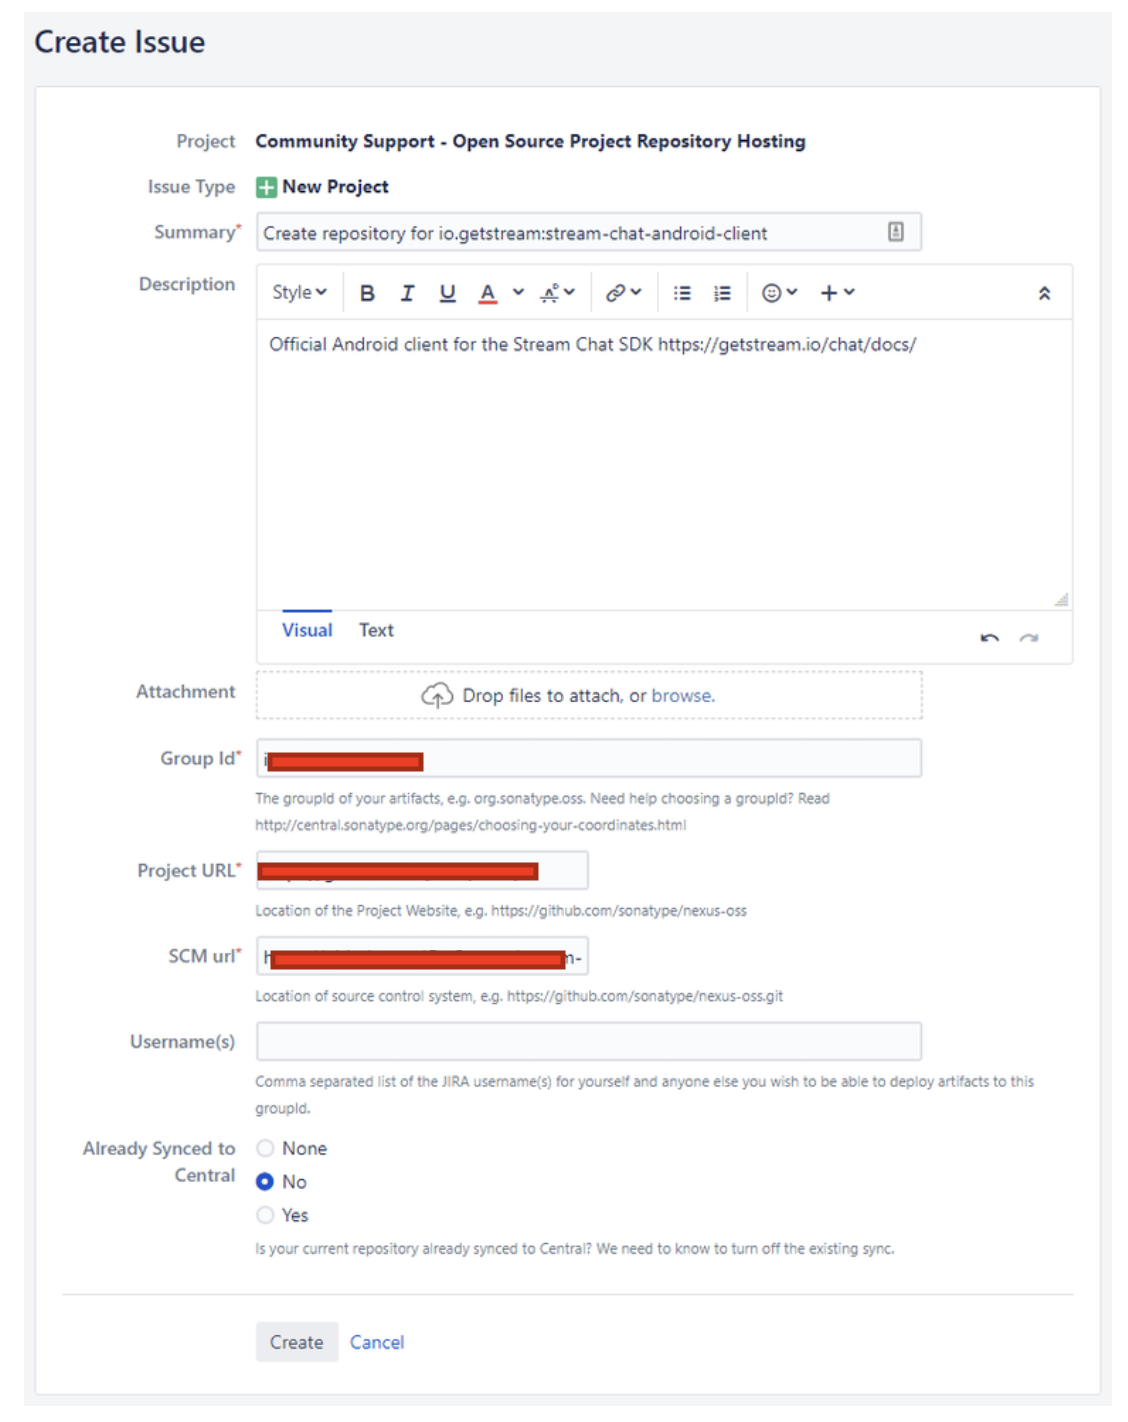 Create Issue
Project Community Support - Open Source Project Repository Hosting
Issue Type New Project
Summary* Create repository for io.getstream:stream-chat-android-client
Description
Style B I U A
Official Android client for the Stream Chat SDK https://getstream.io/chat/docs/
Visual Text
Attachment Drop files to attach, or browse.
Group Id* i
The groupId of your artifacts, e.g. org.sonatype.oss. Need help choosing a groupId? Read
http://central.sonatype.org/pages/choosing-your-coordinates.html
Project URL*
Location of the Project Website, e.g. https://github.com/sonatype/nexus-oss
SCM url* h m-
Location of source control system, e.g. https://github.com/sonatype/nexus-oss.git
Username(s)
Comma separated list of the JIRA username(s) for yourself and anyone else you wish to be able to deploy artifacts to this
groupId.
Already Synced to
Central
None
No
Yes
Is your current repository already synced to Central? We need to know to turn off the existing sync.
Create Cancel